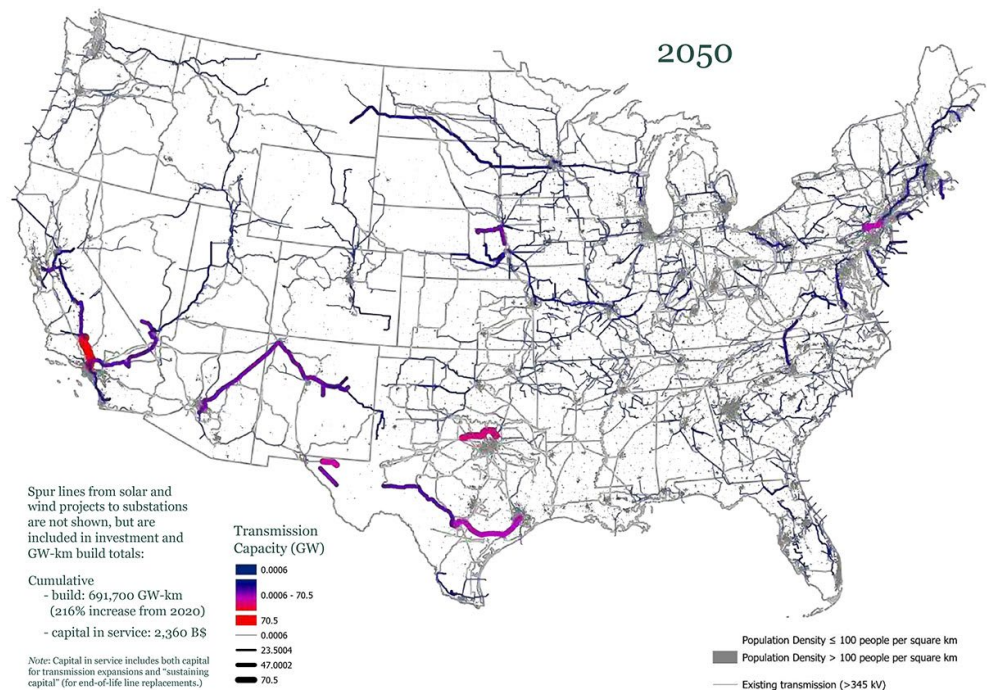 2050
Spur lines from solar and
wind projects to substations
are not shown, but are
included in investment and
GW-km build totals:
Cumulative
- build: 691,700 GW-km
(216% increase from 2020)
- capital in service: 2,360 B$
Note: Capital in service includes both capital
for transmission expansions and "sustaining
capital" (for end-of-life line replacements.)
Transmission
Capacity (GW)
0.0006
0.0006 - 70.5
70.5
0.0006
23.5004
47.0002
70.5
Population Density ≤ 100 people per square km
Population Density > 100 people per square km
Existing transmission (>345 kV)